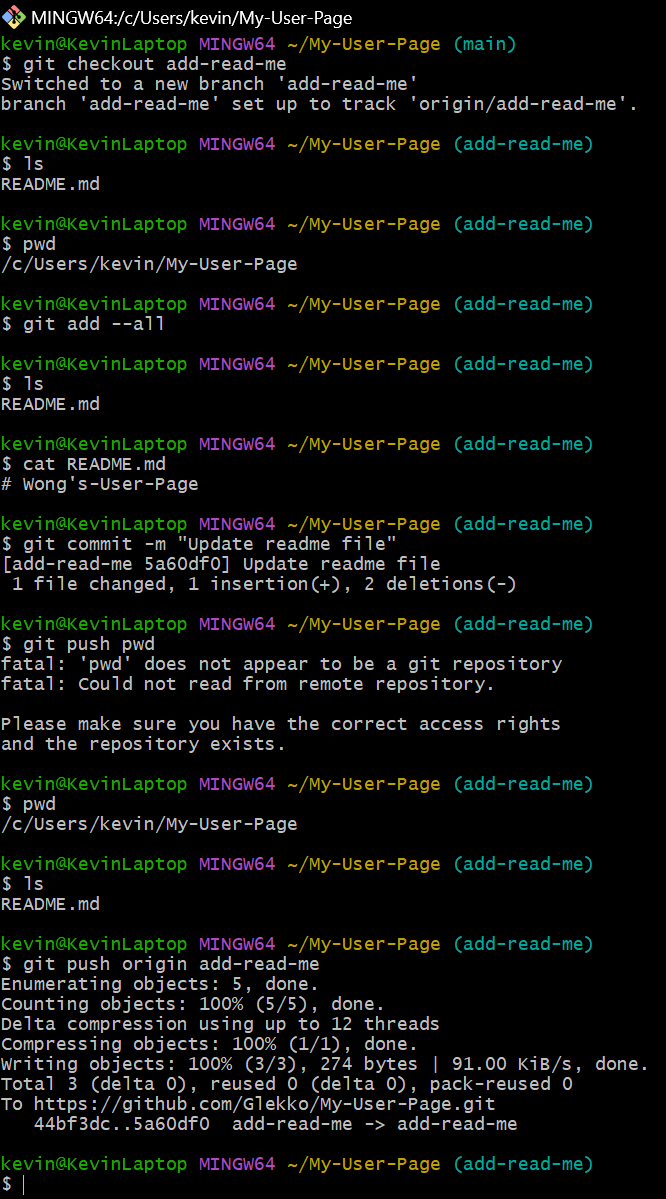 MINGW64:/c/Users/kevin/My-User-Page
kevin@KevinLaptop MINGW64 ~/My-User-Page (main)
$ git checkout add-read-me
Switched to a new branch 'add-read-me'
branch 'add-read-me' set up to track 'origin/add-read-me'.
kevin@KevinLaptop MINGW64 ~/My-User-Page (add-read-me)
$ ls
README.md
kevin@KevinLaptop MINGW64 ~/My-User-Page (add-read-me)
$ pwd
/c/Users/kevin/My-User-Page
kevin@KevinLaptop MINGW64 ~/My-User-Page (add-read-me)
$ git add --all
kevin@KevinLaptop MINGW64 ~/My-User-Page (add-read-me)
$ ls
README.md
kevin@KevinLaptop MINGW64 ~/My-User-Page (add-read-me)
$ cat README.md
# Wong's-User-Page
kevin@KevinLaptop MINGW64 ~/My-User-Page (add-read-me)
$ git commit -m "Update readme file"
[add-read-me 5a60df0] Update readme file
1 file changed, 1 insertion(+), 2 deletions(-)
kevin@KevinLaptop MINGW64 ~/My-User-Page (add-read-me)
$ git push pwd
fatal: 'pwd' does not appear to be a git repository
fatal: Could not read from remote repository.
Please make sure you have the correct access rights
and the repository exists.
kevin@KevinLaptop MINGW64 ~/My-User-Page (add-read-me)
$ pwd
/c/Users/kevin/My-User-Page
kevin@KevinLaptop MINGW64 ~/My-User-Page (add-read-me)
$ ls
README.md
kevin@KevinLaptop MINGW64 ~/My-User-Page (add-read-me)
$ git push origin add-read-me
Enumerating objects: 5, done.
Counting objects: 100% (5/5), done.
Delta compression using up to 12 threads
Compressing objects: 100% (1/1), done.
Writing objects: 100% (3/3), 274 bytes | 91.00 KiB/s, done.
Total 3 (delta 0), reused 0 (delta 0), pack-reused 0
To https://github.com/Glekko/My-User-Page.git
44bf3dc..5a60df0  add-read-me -> add-read-me
kevin@KevinLaptop MINGW64 ~/My-User-Page (add-read-me)
$